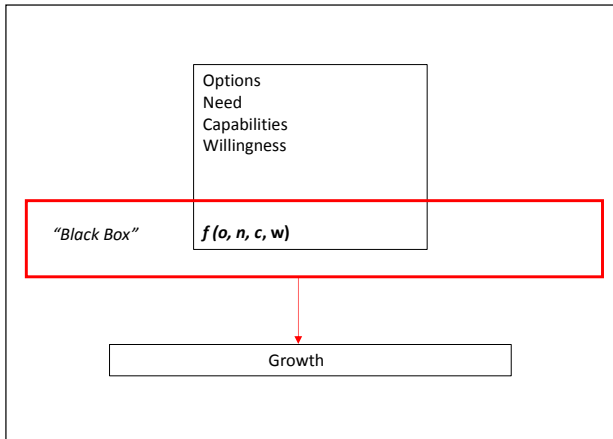 Options
Need
Capabilities
Willingness
“Black Box” f (o, n, c, w)
Growth